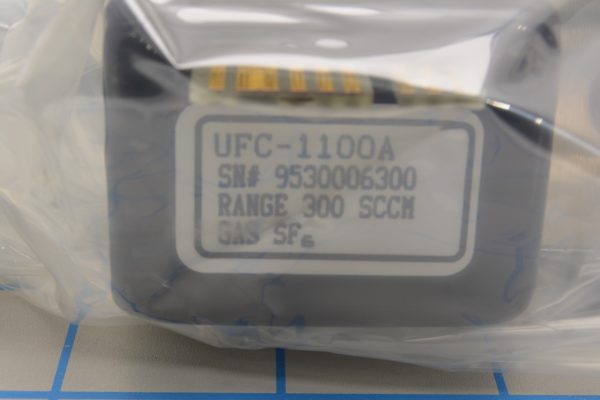 UFC-1100A
SN# 9530006300
RANGE 300 SCCM
GAS SF₆